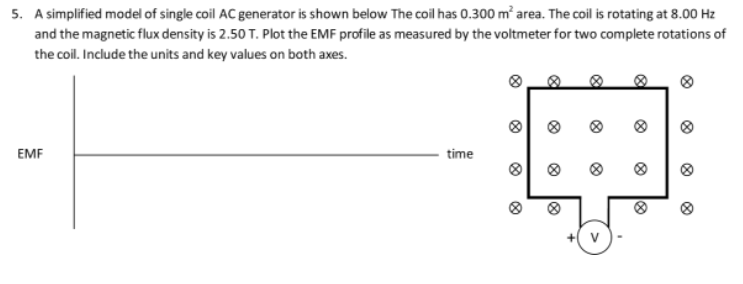 5. A simplified model of single coil AC generator is shown below The coil has 0.300 m² area. The coil is rotating at 8.00 Hz
and the magnetic flux density is 2.50 T. Plot the EMF profile as measured by the voltmeter for two complete rotations of
the coil. Include the units and key values on both axes.
EMF
time
+ V -